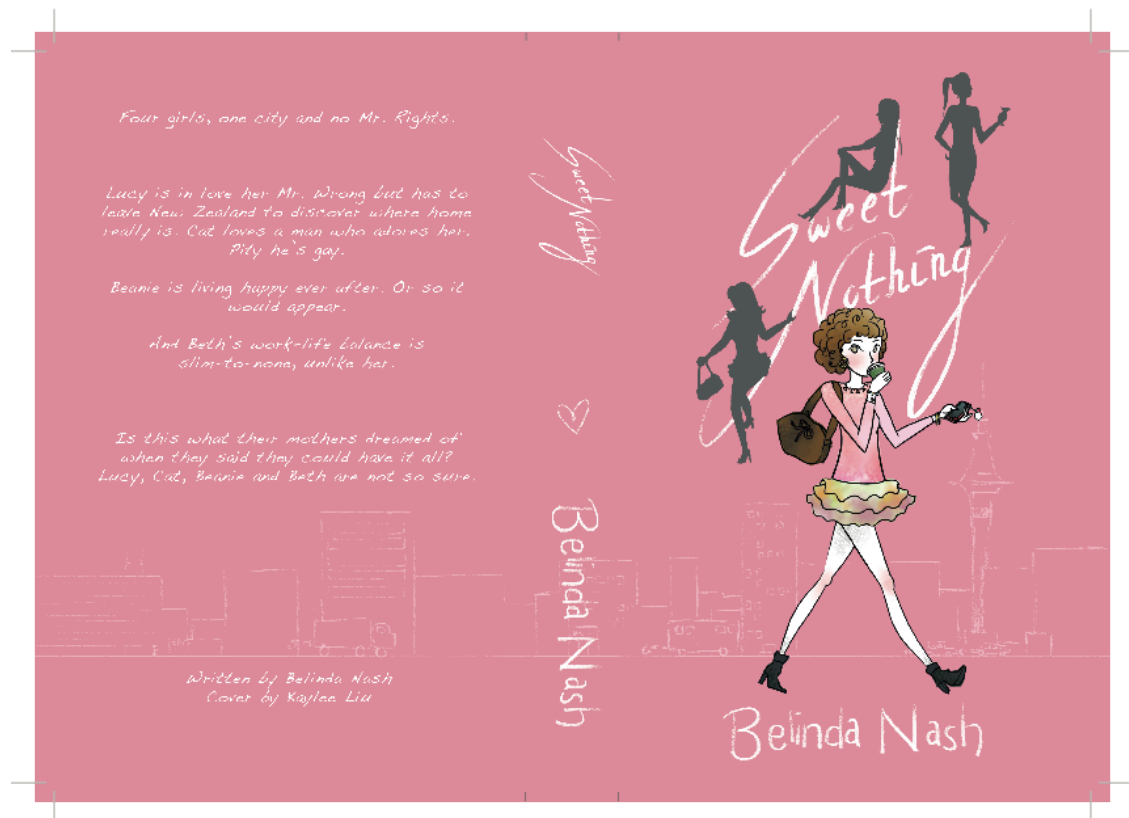 Four girls, one city and no Mr. Rights.
Lucy is in love her Mr. Wrong but has to
leave New Zealand to discover where home
really is. Cat loves a man who adores her.
Pity he's gay.
Beanie is living happy ever after. Or so it
would appear.
And Beth's work-life balance is
slim-to-none, unlike her.
Is this what their mothers dreamed of
when they said they could have it all?
Lucy, Cat, Beanie and Beth are not so sure.
Written by Belinda Nash
Cover by Kaylee Liu
Sweet
Nothing
Belinda Nash
Sweet
Nothing
Belinda Nash